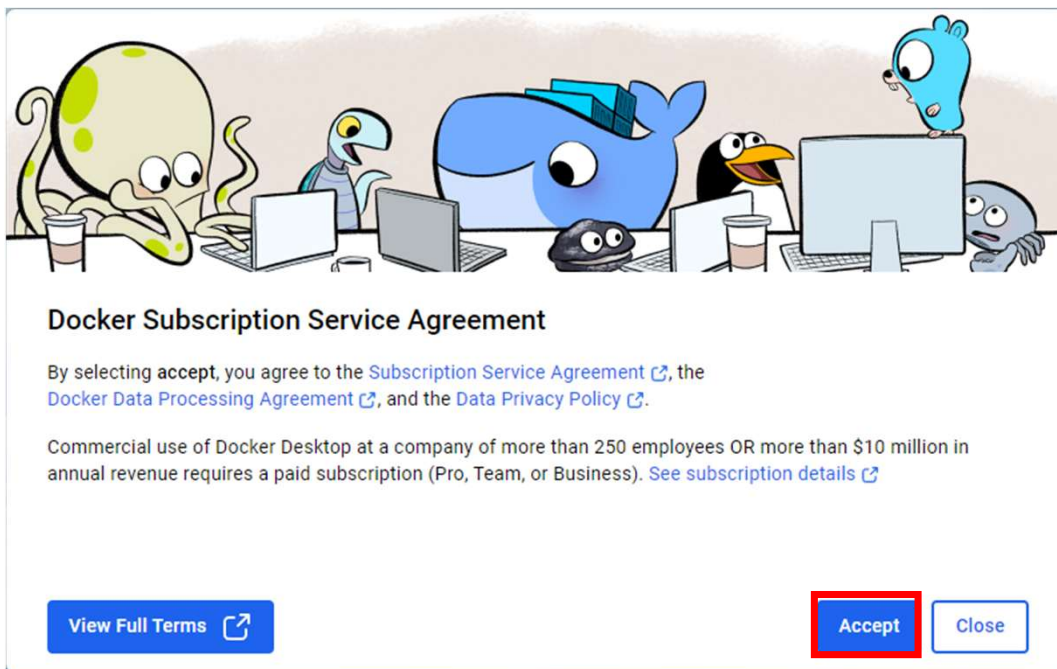 Docker Subscription Service Agreement
By selecting accept, you agree to the Subscription Service Agreement, the
Docker Data Processing Agreement, and the Data Privacy Policy.
Commercial use of Docker Desktop at a company of more than 250 employees OR more than $10 million in
annual revenue requires a paid subscription (Pro, Team, or Business). See subscription details
View Full Terms
Accept
Close